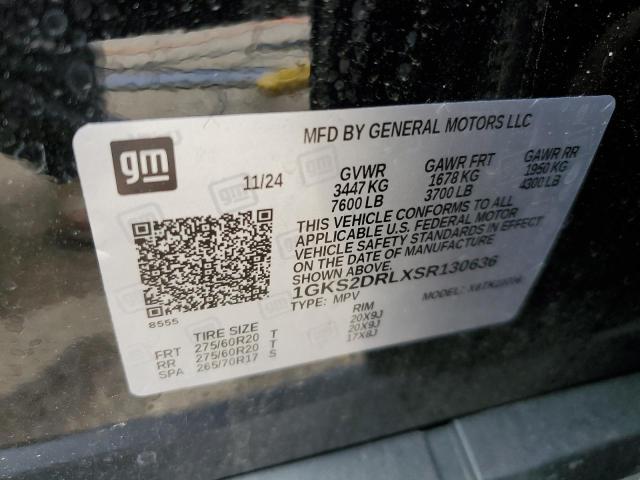 MFD BY GENERAL MOTORS LLC
gm
11/24
GVWR
3447 KG
7600 LB
GAWR FRT
1678 KG
3700 LB
GAWR RR
1950 KG
4300 LB
THIS VEHICLE CONFORMS TO ALL
APPLICABLE U.S. FEDERAL MOTOR
VEHICLE SAFETY STANDARDS IN EFFECT
ON THE DATE OF MANUFACTURE
SHOWN ABOVE.
1GKS2DRLXSR130636
TYPE: MPV
MODEL:
8555
TIRE SIZE RIM
FRT 275/60R20 T 20X9J
RR 275/60R20 T 20X9J
SPA 265/70R17 S 17X8J